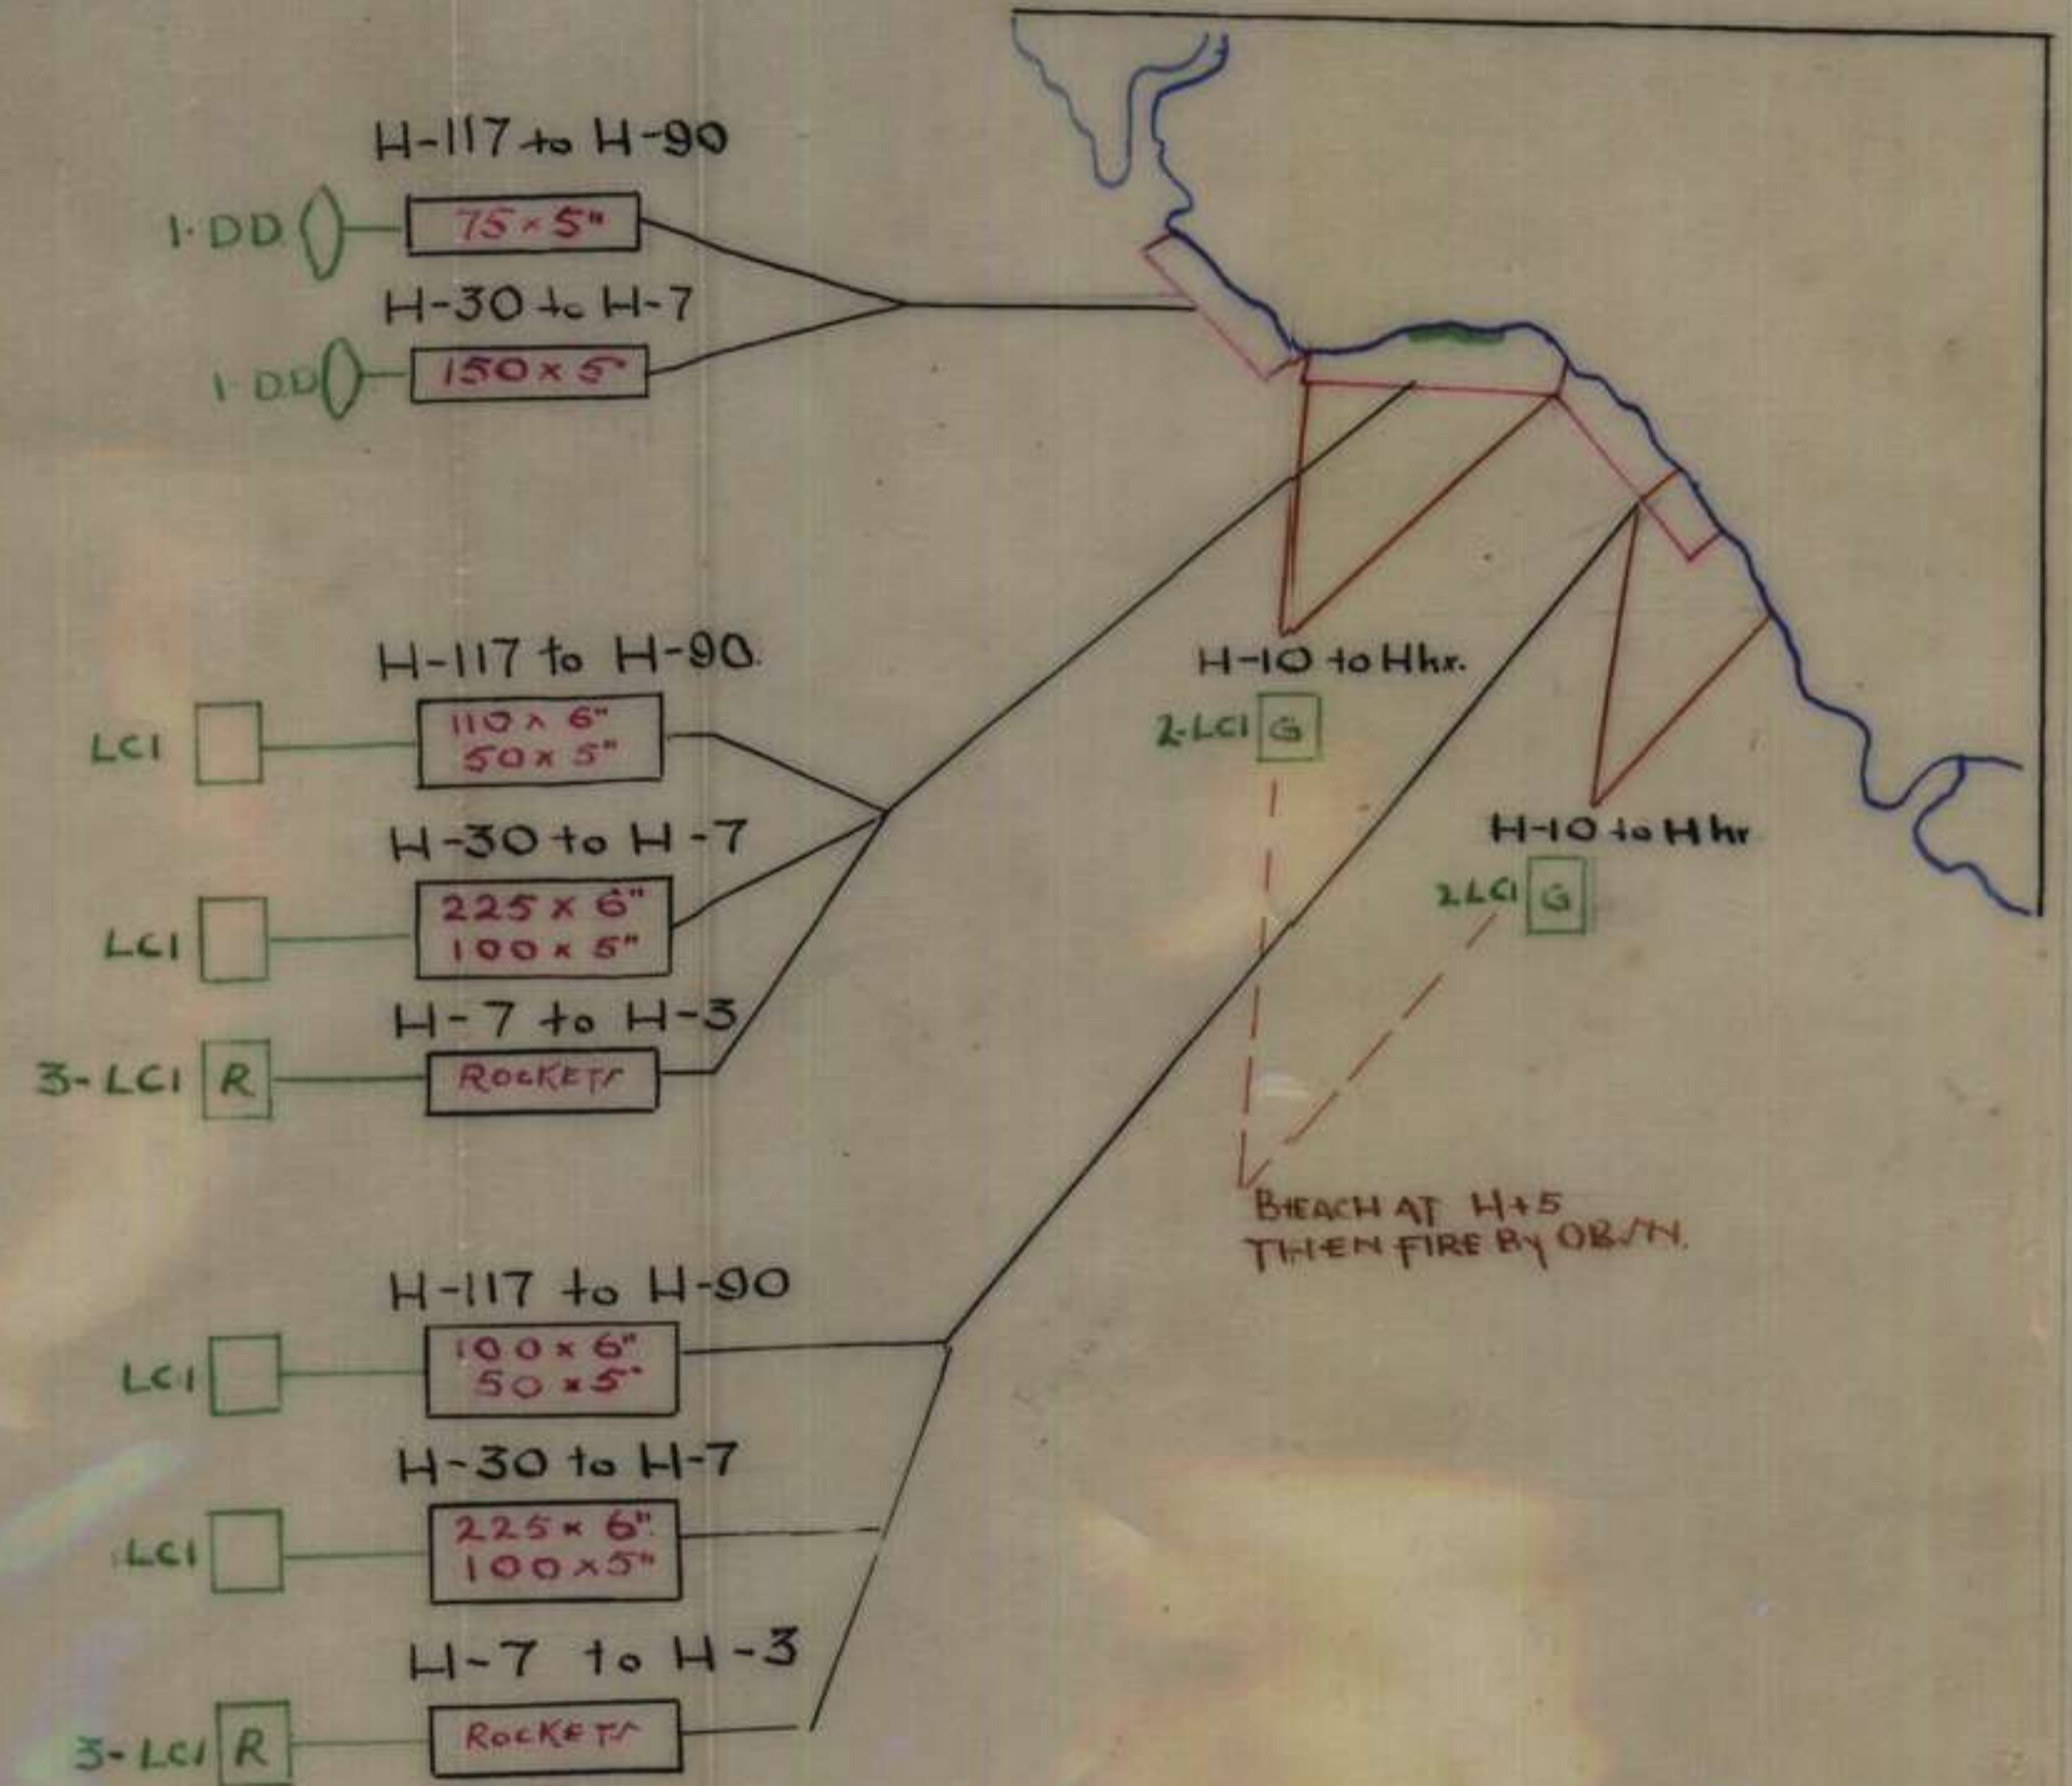 H-117 to H-90
1·DD
75 x 5"
H-30 to H-7
1·DD
150 x 5"
H-117 to H-90.
LCI
110 x 6"
50 x 5"
H-30 to H-7
LCI
225 x 6"
100 x 5"
H-7 to H-3
3-LCI R
ROCKETS
H-10 to Hhr.
2-LCI G
H-10 to Hhr
2LCI G
BEACH AT H+5
THEN FIRE By OBSN.
H-117 to H-90
LCI
100 x 6"
50 x 5"
H-30 to H-7
LCI
225 x 6"
100 x 5"
H-7 to H-3
3-LCI R
ROCKETS